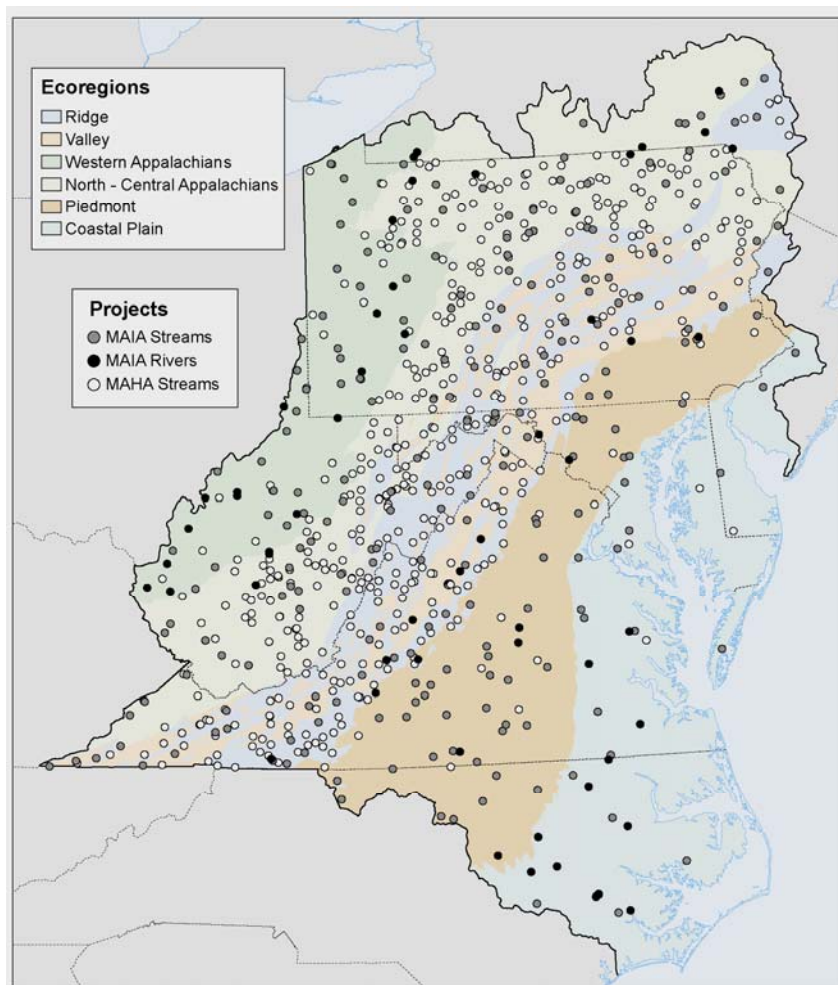 Ecoregions
Ridge
Valley
Western Appalachians
North - Central Appalachians
Piedmont
Coastal Plain
Projects
MAIA Streams
MAIA Rivers
MAHA Streams